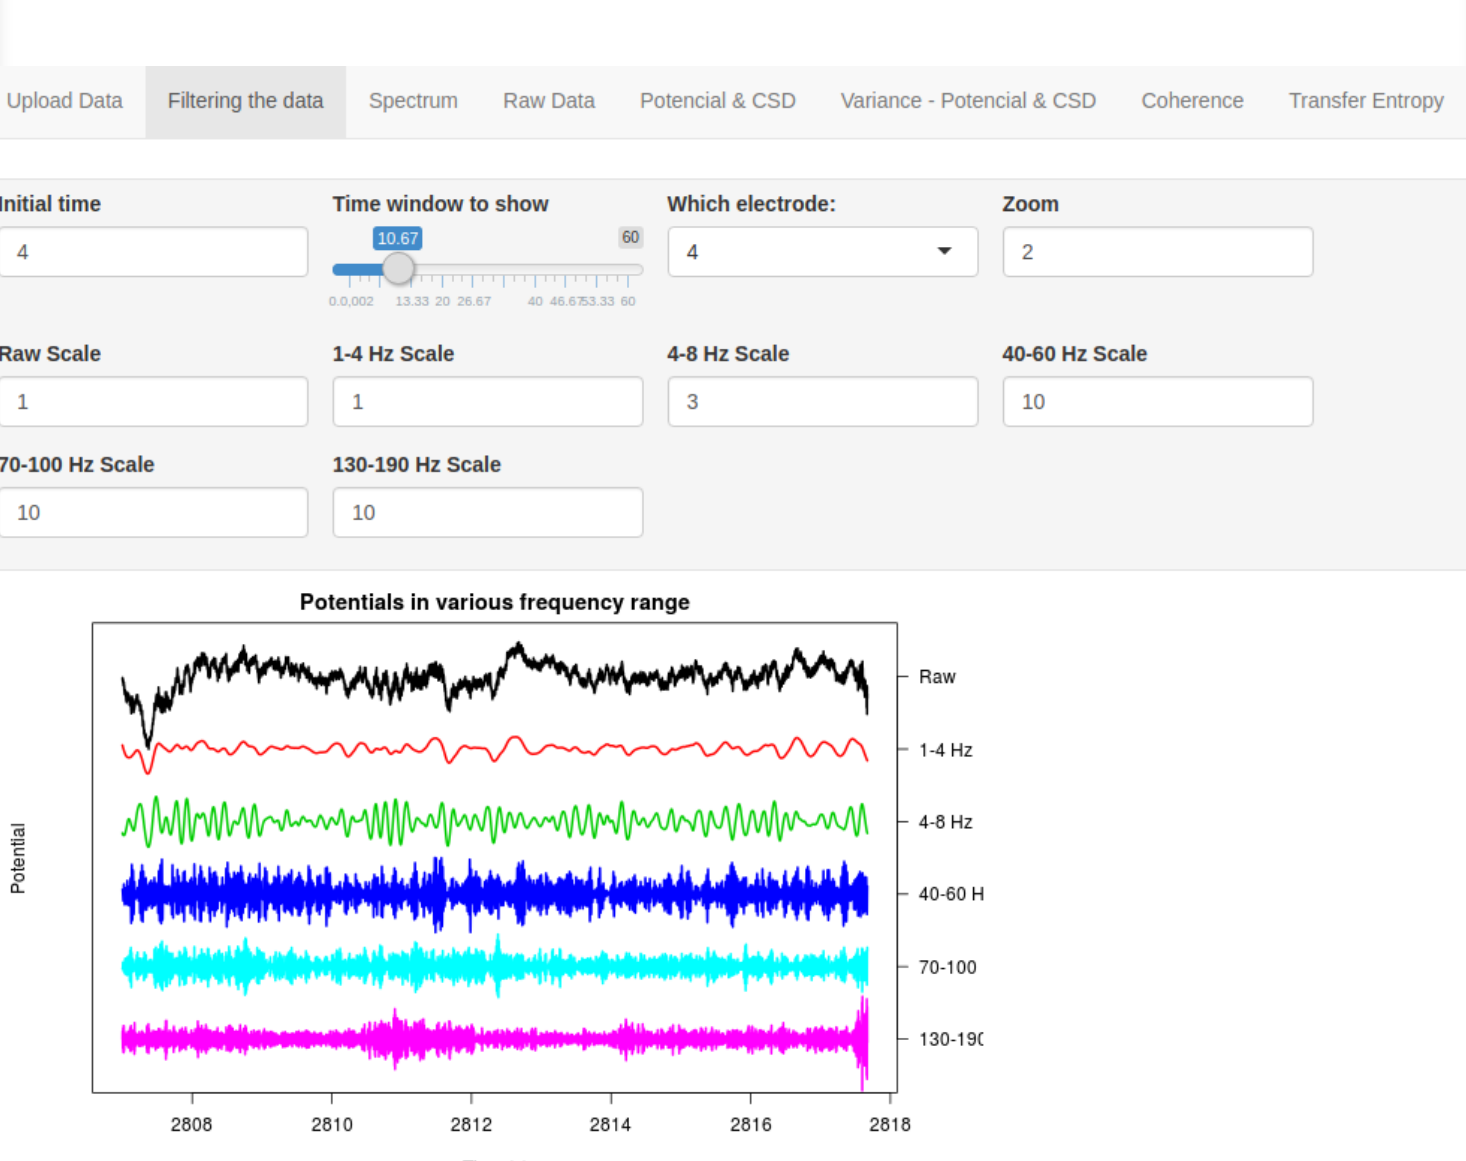 Upload Data Filtering the data Spectrum Raw Data Potencial & CSD Variance - Potencial & CSD Coherence Transfer Entropy
Initial time Time window to show Which electrode: Zoom
10.67 60
4 4 2
0.0,002 13.33 20 26.67 40 46.67 53.33 60
Raw Scale 1-4 Hz Scale 4-8 Hz Scale 40-60 Hz Scale
1 1 3 10
70-100 Hz Scale 130-190 Hz Scale
10 10
Potentials in various frequency range
Raw
1-4 Hz
4-8 Hz
Potential
40-60 H
70-100
130-190
2808 2810 2812 2814 2816 2818